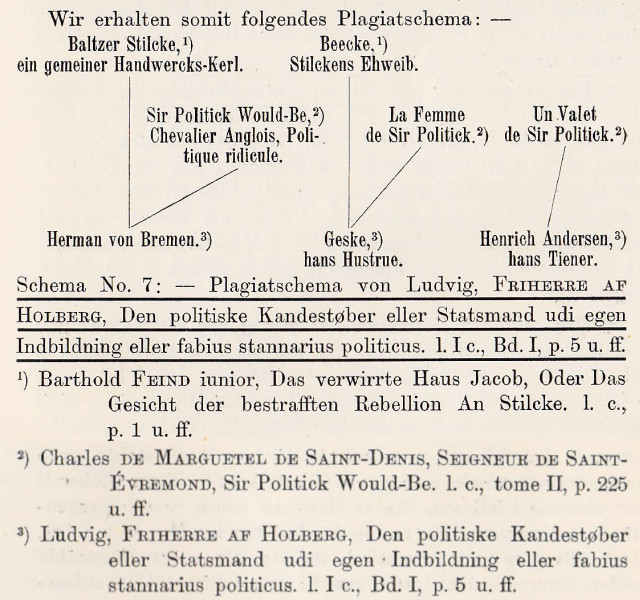 Wir erhalten somit folgendes Plagiatschema: —
Baltzer Stilcke,¹)
ein gemeiner Handwercks-Kerl.
Beecke,¹)
Stilckens Ehweib.
Sir Politick Would-Be,²)
Chevalier Anglois, Poli-
tique ridicule.
La Femme
de Sir Politick.²)
Un Valet
de Sir Politick.²)
Herman von Bremen.³)
Geske,³)
hans Hustrue.
Henrich Andersen,³)
hans Tiener.
Schema No. 7: — Plagiatschema von Ludvig, FRIHERRE AF
HOLBERG, Den politiske Kandestøber eller Statsmand udi egen
Indbildning eller fabius stannarius politicus. l. I c., Bd. I, p. 5 u. ff.
¹) Barthold FEIND iunior, Das verwirrte Haus Jacob, Oder Das
Gesicht der bestrafften Rebellion An Stilcke. l. c.,
p. 1 u. ff.
²) Charles DE MARGUETEL DE SAINT-DENIS, SEIGNEUR DE SAINT-
ÉVREMOND, Sir Politick Would-Be. l. c., tome II, p. 225
u. ff.
³) Ludvig, FRIHERRE AF HOLBERG, Den politiske Kandestøber
eller Statsmand udi egen Indbildning eller fabius
stannarius politicus. l. I c., Bd. I, p. 5 u. ff.